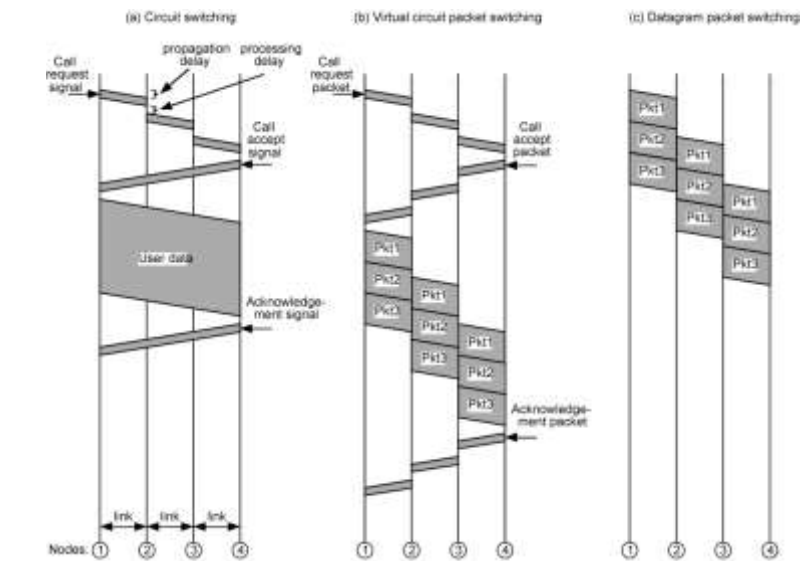 (a) Circuit switching
(b) Virtual circuit packet switching
(c) Datagram packet switching
propagation
delay
processing
delay
Call
request
signal
Call
accept
signal
User data
Acknowledge-
ment signal
link
link
link
Nodes:
1
2
3
4
Call
request
packet
Call
accept
packet
Pkt1
Pkt2
Pkt3
Pkt1
Pkt2
Pkt3
Pkt1
Pkt2
Pkt3
Acknowledge-
ment packet
1
2
3
4
Pkt1
Pkt2
Pkt3
Pkt1
Pkt2
Pkt3
Pkt1
Pkt2
Pkt3
1
2
3
4